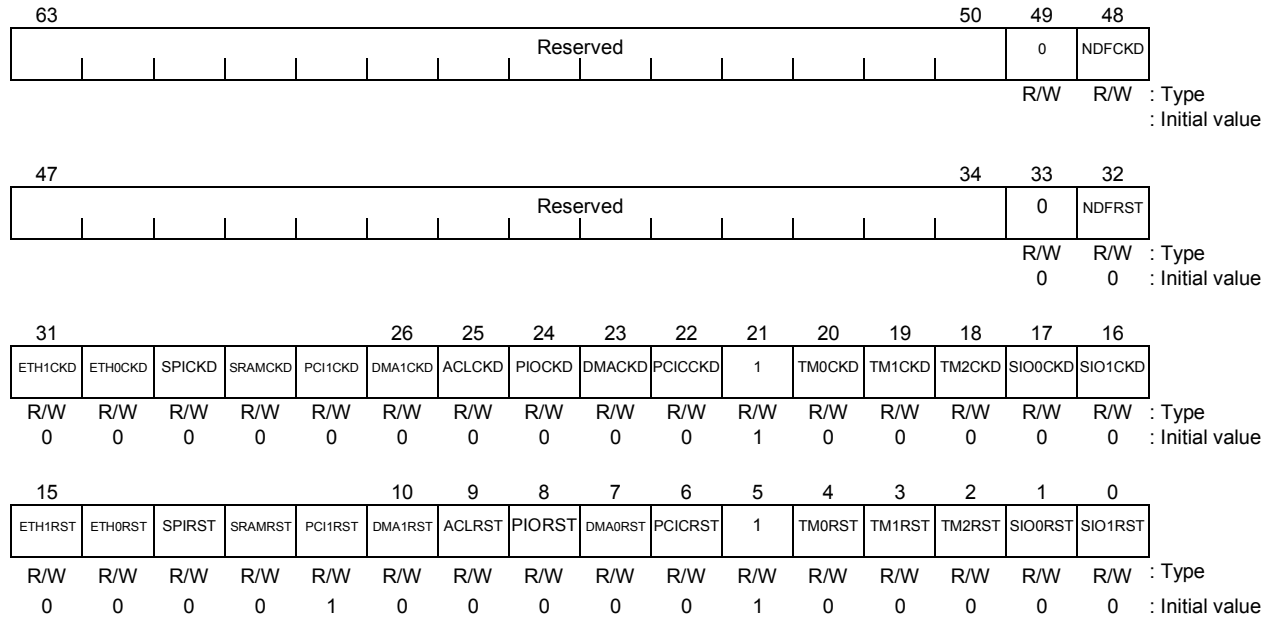 63 50 49 48
Reserved 0 NDFCKD
R/W R/W : Type
: Initial value
47 34 33 32
Reserved 0 NDFRST
R/W R/W : Type
0 0 : Initial value
31 26 25 24 23 22 21 20 19 18 17 16
ETH1CKD ETH0CKD SPICKD SRAMCKD PCI1CKD DMA1CKD ACLCKD PIOCKD DMACKD PCICCKD 1 TM0CKD TM1CKD TM2CKD SIO0CKD SIO1CKD
R/W R/W R/W R/W R/W R/W R/W R/W R/W R/W R/W R/W R/W R/W R/W R/W : Type
0 0 0 0 0 0 0 0 0 0 1 0 0 0 0 0 : Initial value
15 10 9 8 7 6 5 4 3 2 1 0
ETH1RST ETH0RST SPIRST SRAMRST PCI1RST DMA1RST ACLRST PIORST DMA0RST PCICRST 1 TM0RST TM1RST TM2RST SIO0RST SIO1RST
R/W R/W R/W R/W R/W R/W R/W R/W R/W R/W R/W R/W R/W R/W R/W R/W : Type
0 0 0 0 1 0 0 0 0 0 1 0 0 0 0 0 : Initial value